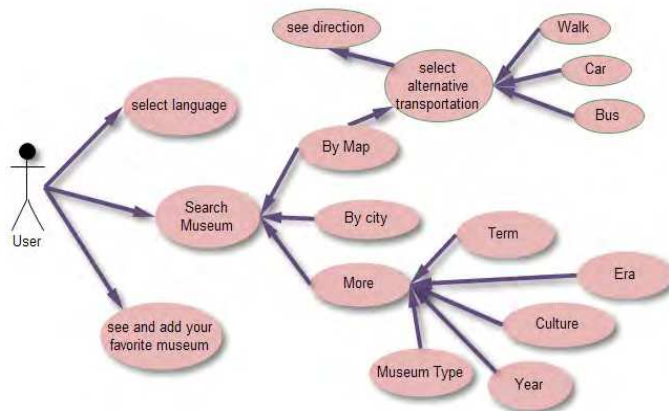 see direction
Walk
select
alternative
transportation
Car
Bus
select language
By Map
User
Search
Museum
By city
Term
More
Era
see and add your
favorite museum
Culture
Museum Type
Year